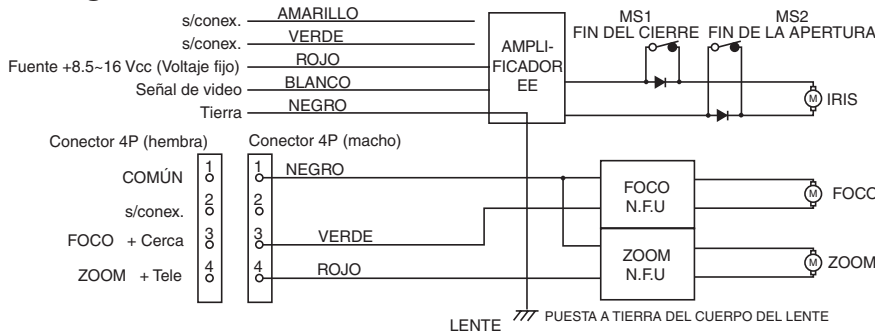 MS1
MS2
FIN DEL CIERRE
FIN DE LA APERTURA
s/conex.
AMARILLO
s/conex.
VERDE
Fuente +8.5~16 Vcc (Voltaje fijo)
ROJO
Señal de video
BLANCO
Tierra
NEGRO
AMPLI-
FICADOR
EE
M
IRIS
Conector 4P (hembra)
Conector 4P (macho)
COMÚN
1
1
NEGRO
s/conex.
2
2
FOCO + Cerca
3
3
VERDE
ZOOM + Tele
4
4
ROJO
FOCO
N.F.U
M
FOCO
ZOOM
N.F.U
M
ZOOM
LENTE
PUESTA A TIERRA DEL CUERPO DEL LENTE